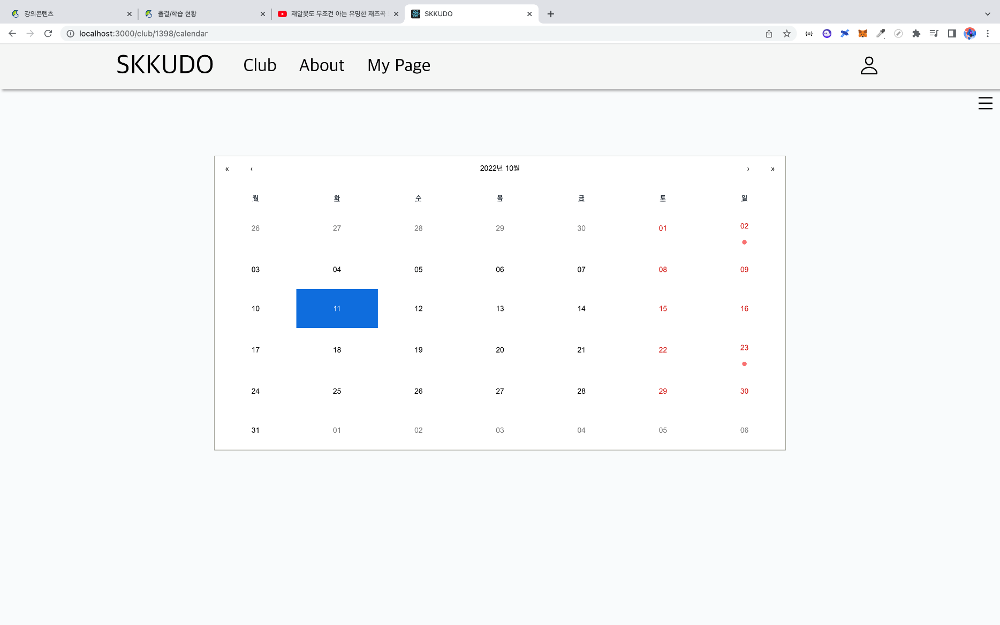 강의콘텐츠 출결/학습 현황 재알못도 무조건 아는 유명한 재즈곡 SKKUDO
localhost:3000/club/1398/calendar
SKKUDO Club About My Page
« ‹ 2022년 10월 › »
월 화 수 목 금 토 일
26 27 28 29 30 01 02
03 04 05 06 07 08 09
10 11 12 13 14 15 16
17 18 19 20 21 22 23
24 25 26 27 28 29 30
31 01 02 03 04 05 06